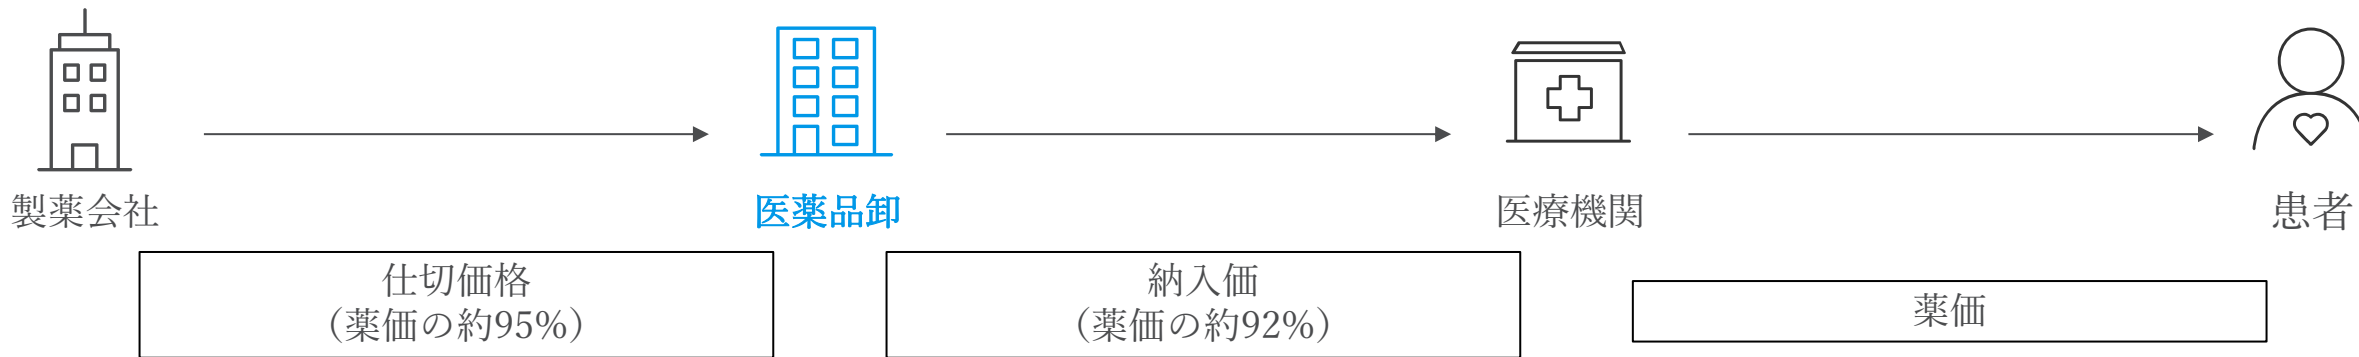 製薬会社
医薬品卸
医療機関
患者
仕切価格
（薬価の約95%）
納入価
（薬価の約92%）
薬価